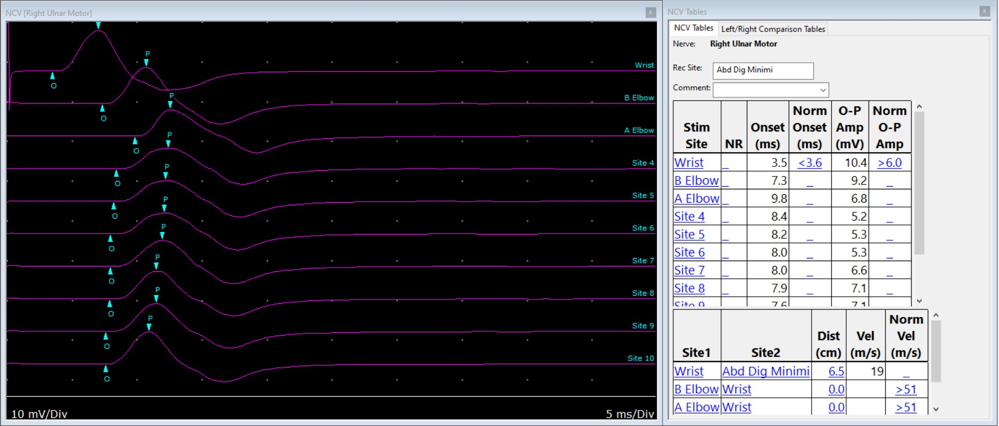 NCV [Right Ulnar Motor]
x
P
Wrist
O
P
B Elbow
O
P
A Elbow
O
P
Site 4
O
P
Site 5
O
P
Site 6
O
P
Site 7
O
P
Site 8
O
P
Site 9
O
P
Site 10
O
10 mV/Div
5 ms/Div
NCV Tables
x
NCV Tables Left/Right Comparison Tables
Nerve: Right Ulnar Motor
Rec Site: Abd Dig Minimi
Comment:
Stim Site NR Onset (ms) Norm Onset (ms) O-P Amp (mV) Norm O-P Amp
Wrist _ 3.5 <3.6 10.4 >6.0
B Elbow _ 7.3 _ 9.2 _
A Elbow _ 9.8 _ 6.8 _
Site 4 _ 8.4 _ 5.2 _
Site 5 _ 8.2 _ 5.3 _
Site 6 _ 8.0 _ 5.3 _
Site 7 _ 8.0 _ 6.6 _
Site 8 _ 7.9 _ 7.1 _
Site 9 7.6 7.1
Site1 Site2 Dist (cm) Vel (m/s) Norm Vel (m/s)
Wrist Abd Dig Minimi 6.5 19 _
B Elbow Wrist 0.0 >51
A Elbow Wrist 0.0 >51